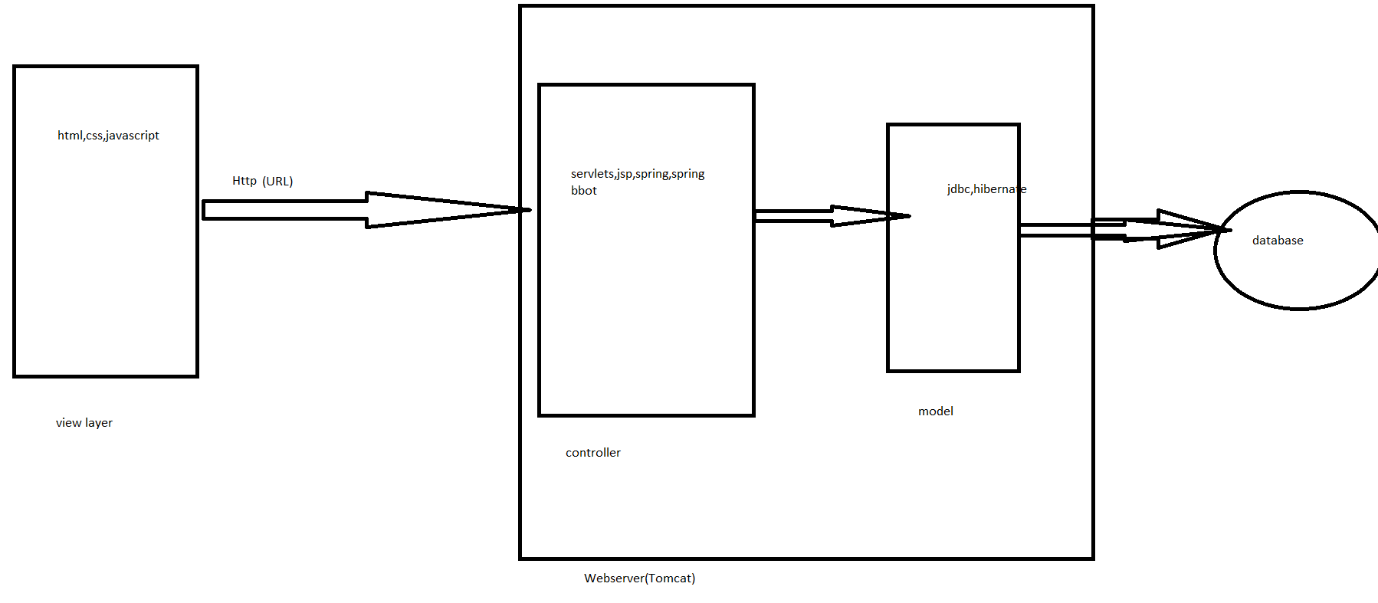 html,css,javascript
Http (URL)
servlets,jsp,spring,spring
bbot
jdbc,hibernate
database
view layer
controller
model
Webserver(Tomcat)